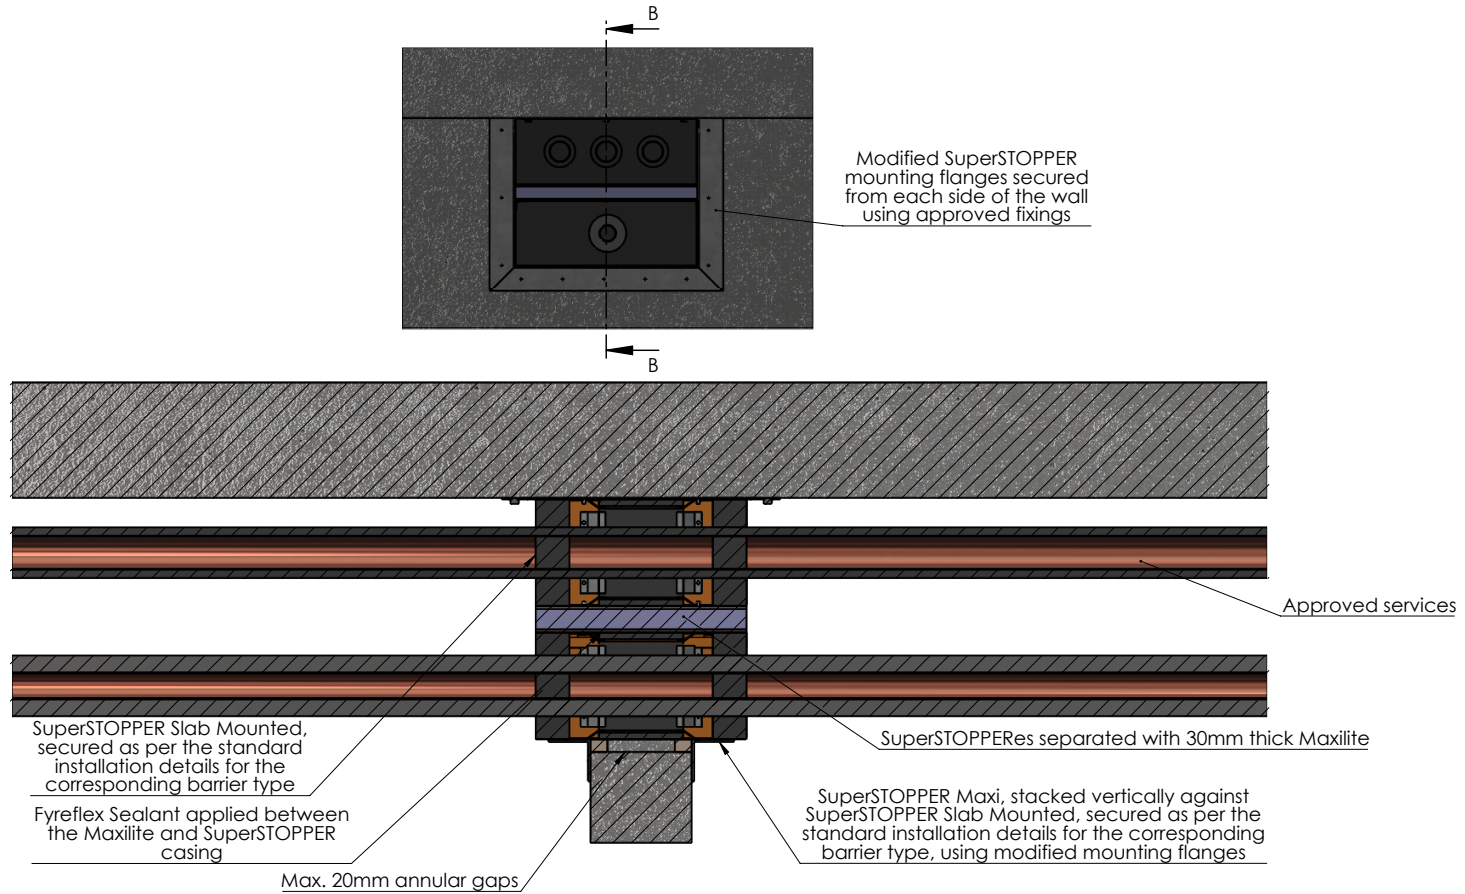 B
Modified SuperSTOPPER
mounting flanges secured
from each side of the wall
using approved fixings
B
Approved services
SuperSTOPPER Slab Mounted,
secured as per the standard
installation details for the
corresponding barrier type
SuperSTOPPERes separated with 30mm thick Maxilite
Fyreflex Sealant applied between
the Maxilite and SuperSTOPPER
casing
SuperSTOPPER Maxi, stacked vertically against
SuperSTOPPER Slab Mounted, secured as per the
standard installation details for the corresponding
barrier type, using modified mounting flanges
Max. 20mm annular gaps